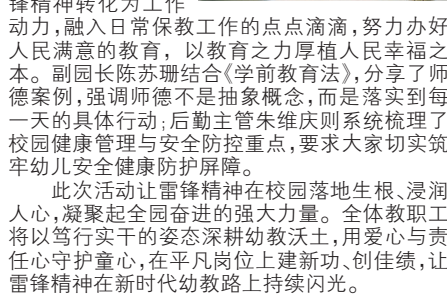 锋精神转化为工作
动力，融入日常保教工作的点点滴滴，努力办好
人民满意的教育，以教育之力厚植人民幸福之
本。副园长陈苏珊结合《学前教育法》，分享了师
德案例，强调师德不是抽象概念，而是落实到每
一天的具体行动；后勤主管朱维庆则系统梳理了
校园健康管理与安全防控重点，要求大家切实筑
牢幼儿安全健康防护屏障。
此次活动让雷锋精神在校园落地生根、浸润
人心，凝聚起全园奋进的强大力量。全体教职工
将以笃行实干的姿态深耕幼教沃土，用爱心与责
任心守护童心，在平凡岗位上建新功、创佳绩，让
雷锋精神在新时代幼教路上持续闪光。